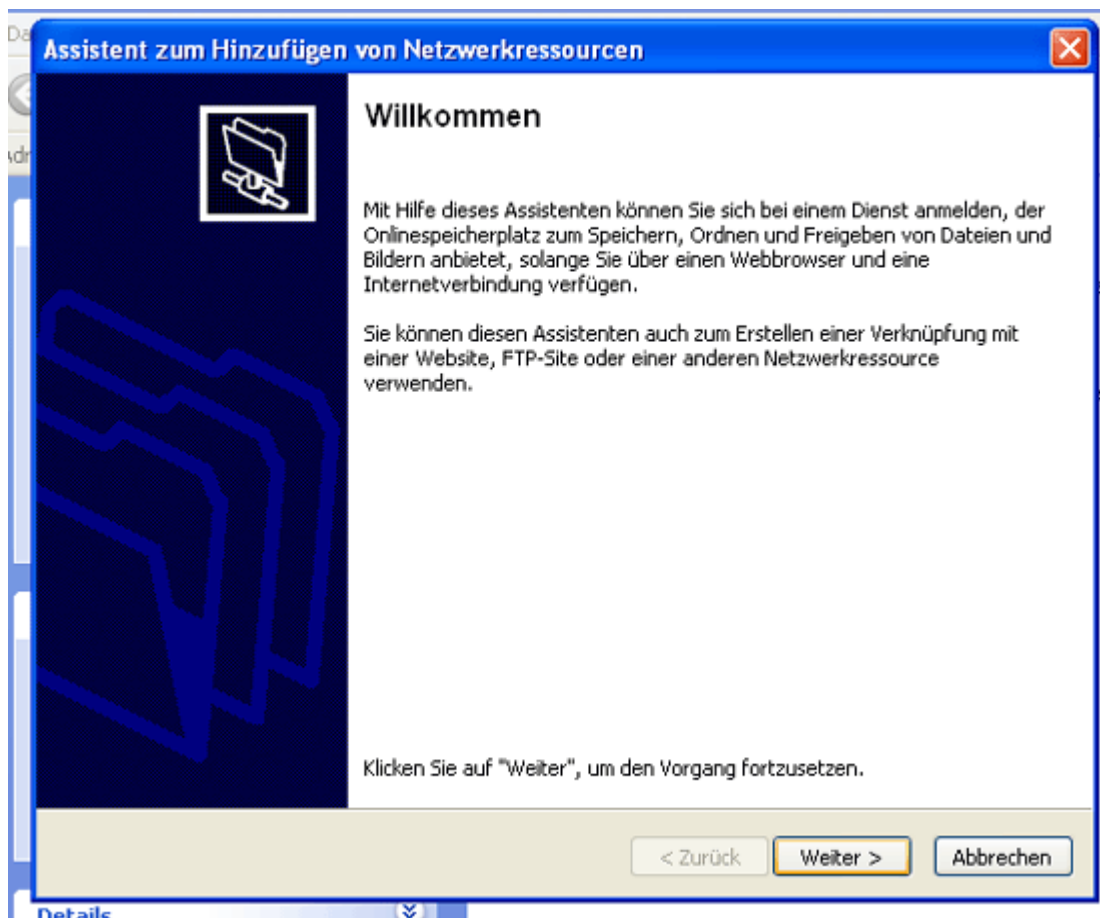 Assistent zum Hinzufügen von Netzwerkressourcen
Willkommen
Mit Hilfe dieses Assistenten können Sie sich bei einem Dienst anmelden, der
Onlinespeicherplatz zum Speichern, Ordnen und Freigeben von Dateien und
Bildern anbietet, solange Sie über einen Webbrowser und eine
Internetverbindung verfügen.
Sie können diesen Assistenten auch zum Erstellen einer Verknüpfung mit
einer Website, FTP-Site oder einer anderen Netzwerkressource
verwenden.
Klicken Sie auf "Weiter", um den Vorgang fortzusetzen.
< Zurück Weiter > Abbrechen
Details